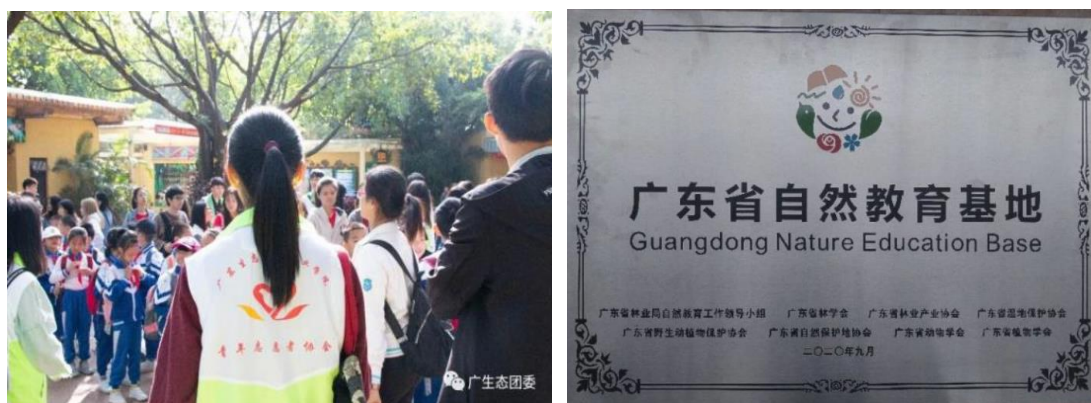 青年志愿者协会
广生态团委
广东省自然教育基地
Guangdong Nature Education Base
广东省林业局自然教育工作领导小组 广东省林学会 广东省林业产业协会 广东省湿地保护协会
广东省野生动植物保护协会 广东省自然保护地协会 广东省动物学会 广东省植物学会
二〇二〇年九月